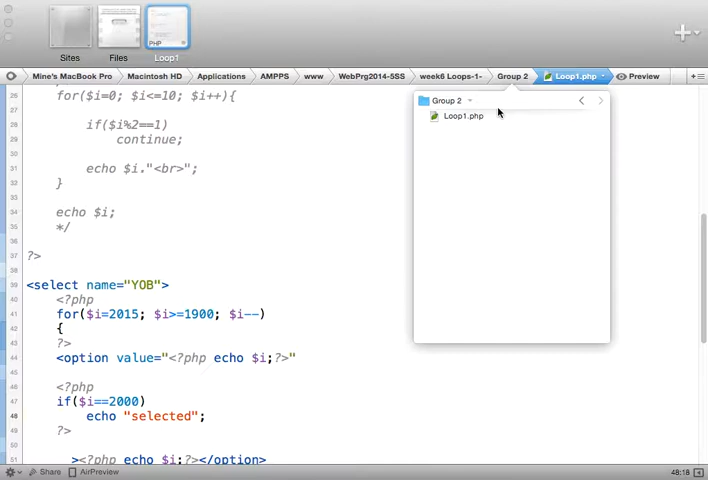 PHP
Sites Files Loop1
Mine's MacBook Pro Macintosh HD Applications AMPPS www WebPrg2014-5SS week6 Loops-1- Group 2 Loop1.php Preview
Group 2
Loop1.php
26 for($i=0; $i<=10; $i++){
27
28 if($i%2==1)
29 continue;
30
31 echo $i."<br>";
32 }
33
34 echo $i;
35 */
36
37 ?>
38
39 <select name="YOB">
40 <?php
41 for($i=2015; $i>=1900; $i--)
42 {
43 ?>
44 <option value="<?php echo $i;?>"
45
46 <?php
47 if($i==2000)
48 echo "selected";
49 ?>
50
51 ><?php echo $i;?></option>
Share AirPreview 48:18